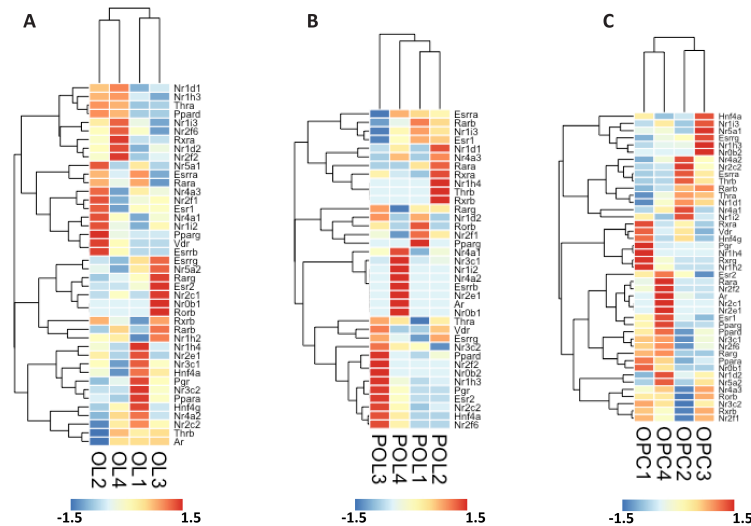 A
Nr1d1
Nr1h3
Thra
Ppard
Nr1i3
Nr2f6
Rxra
Nr1d2
Nr2f2
Nr5a1
Esrra
Rara
Nr4a3
Nr2f1
Esr1
Nr4a1
Nr1i2
Pparg
Vdr
Esrrb
Esrrg
Nr5a2
Rarg
Esr2
Nr2c1
Nr0b1
Rorb
Rxrb
Rarb
Nr1h2
Nr1h4
Nr2e1
Nr3c1
Hnf4a
Pgr
Nr3c2
Ppara
Hnf4g
Nr4a2
Nr2c2
Thrb
Ar
OL2
OL4
OL1
OL3
-1.5
1.5
B
Esrra
Rarb
Nr1i3
Esr1
Nr1d1
Nr4a3
Rara
Rxra
Nr1h4
Thrb
Rxrb
Rarg
Nr1d2
Rorb
Nr2f1
Pparg
Nr4a1
Nr3c1
Nr1i2
Nr4a2
Esrrb
Nr2e1
Ar
Nr0b1
Thra
Vdr
Esrrg
Nr3c2
Ppard
Nr2f2
Nr0b2
Nr1h3
Pgr
Esr2
Nr2c2
Hnf4a
Nr2f6
POL3
POL4
POL1
POL2
-1.5
1.5
C
Hnf4a
Nr1i3
Nr5a1
Esrrg
Nr1h3
Nr0b2
Nr4a2
Nr2c2
Esrra
Thrb
Rarb
Thra
Nr1d1
Nr4a1
Nr1i2
Rxra
Vdr
Hnf4g
Pgr
Nr1h4
Rxrg
Nr1h2
Esr2
Rara
Nr2f2
Ar
Nr2c1
Nr2e1
Esr1
Pparg
Ppard
Nr3c1
Nr2f6
Rarg
Ppara
Nr0b1
Nr1d2
Nr5a2
Nr4a3
Rorb
Nr3c2
Rxrb
Nr2f1
OPC1
OPC4
OPC2
OPC3
-1.5
1.5